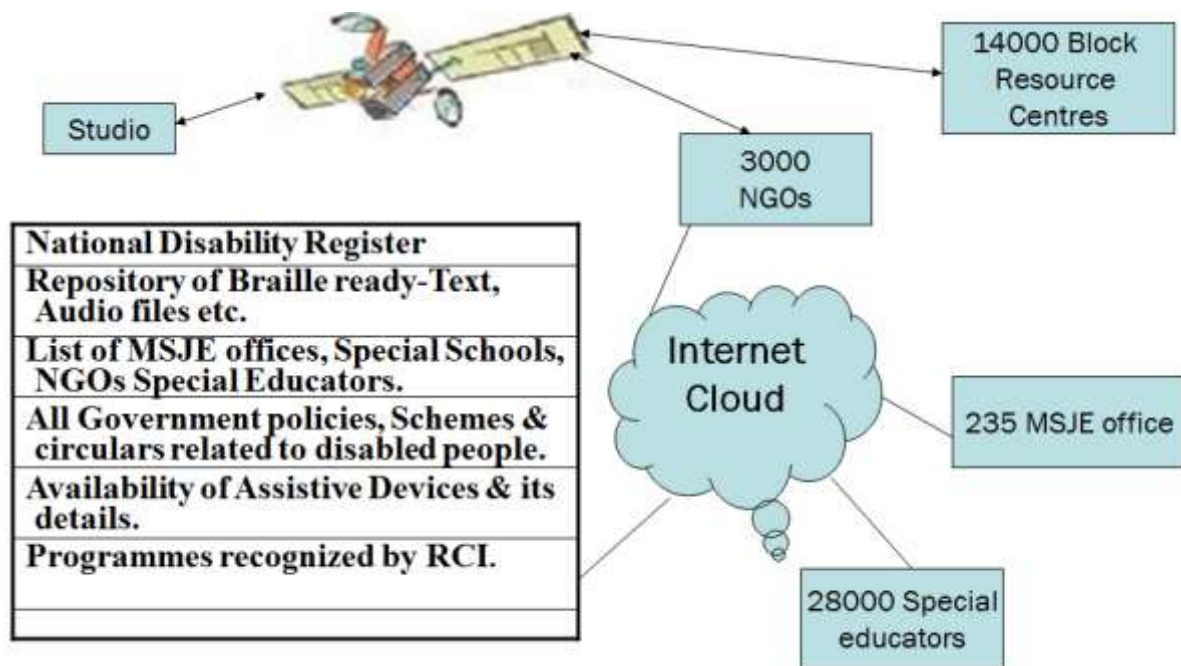 14000 Block
Resource
Centres
Studio
3000
NGOs
National Disability Register
Repository of Braille ready-Text,
Audio files etc.
List of MSJE offices, Special Schools,
NGOs Special Educators.
All Government policies, Schemes &
circulars related to disabled people.
Availability of Assistive Devices & its
details.
Programmes recognized by RCI.
Internet
Cloud
235 MSJE office
28000 Special
educators